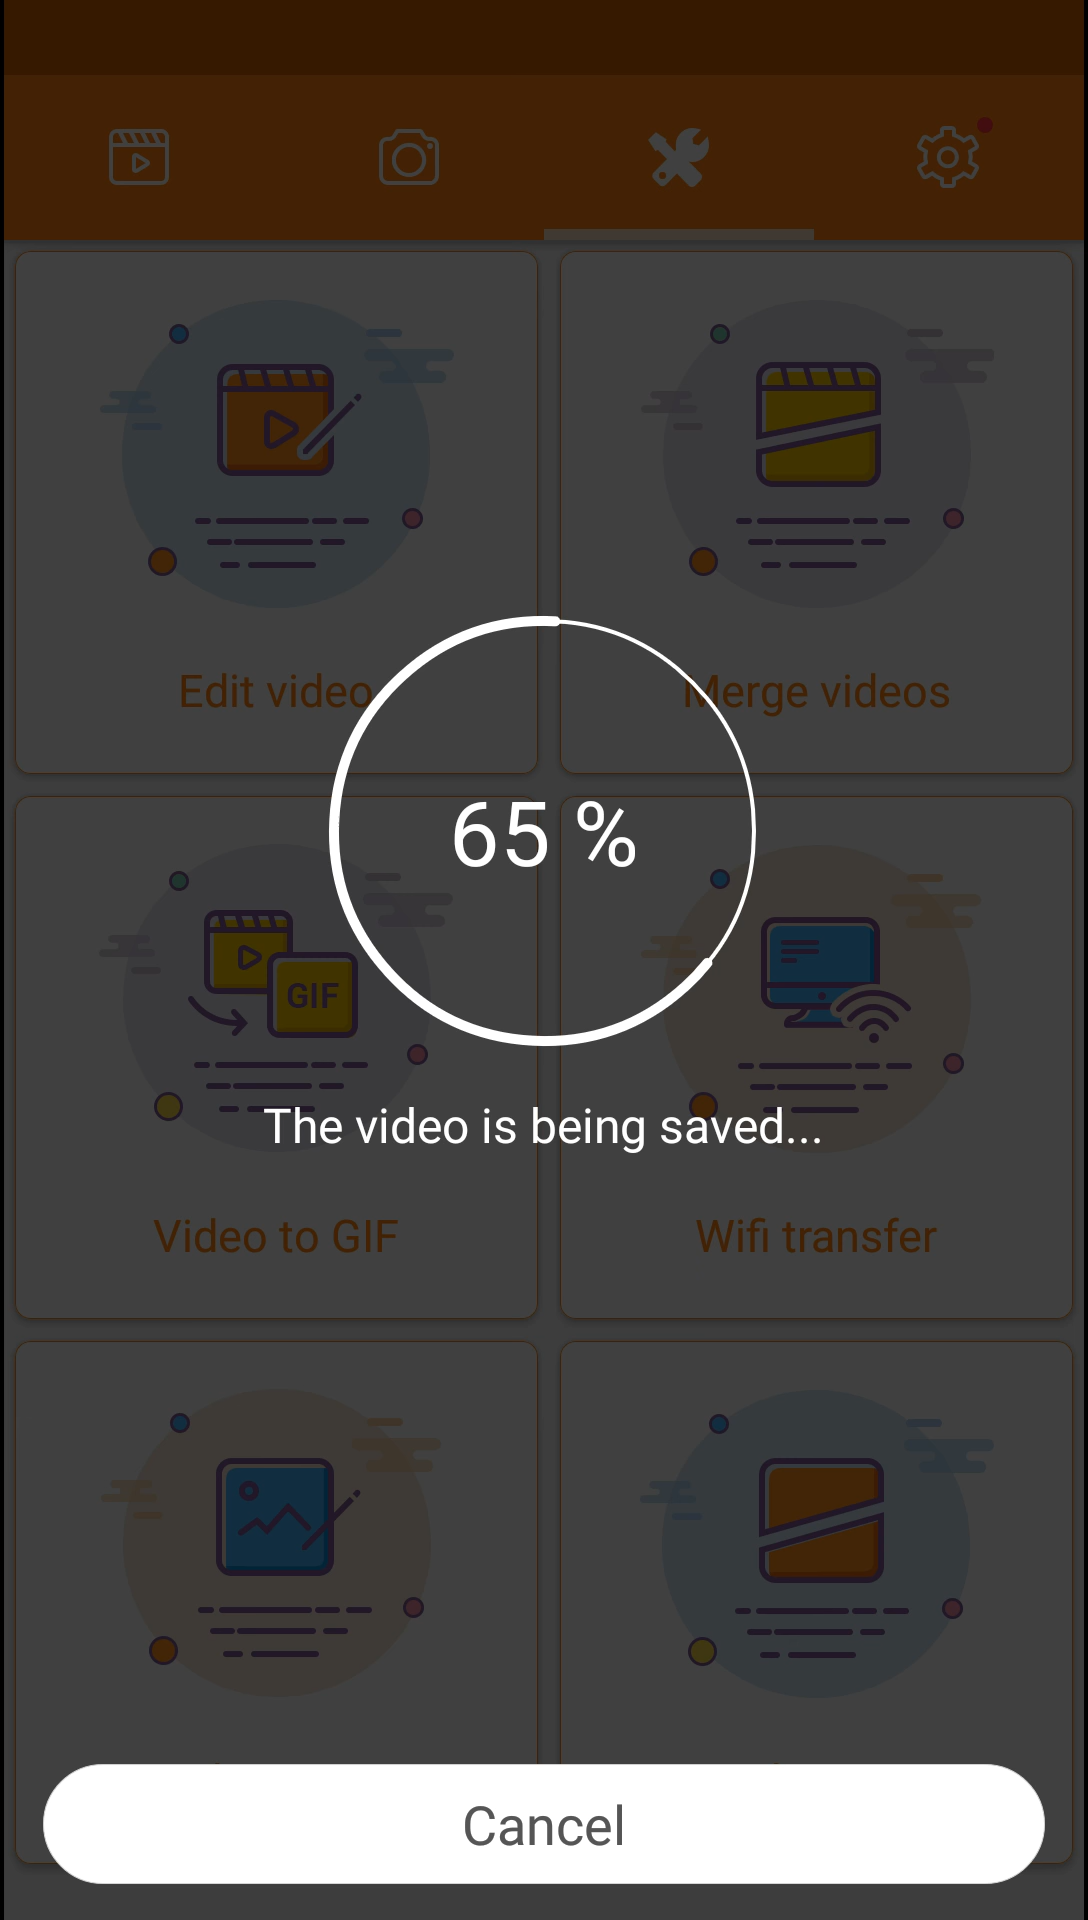 Edit video
Merge videos
65 %
GIF
The video is being saved...
Video to GIF
Wifi transfer
Cancel